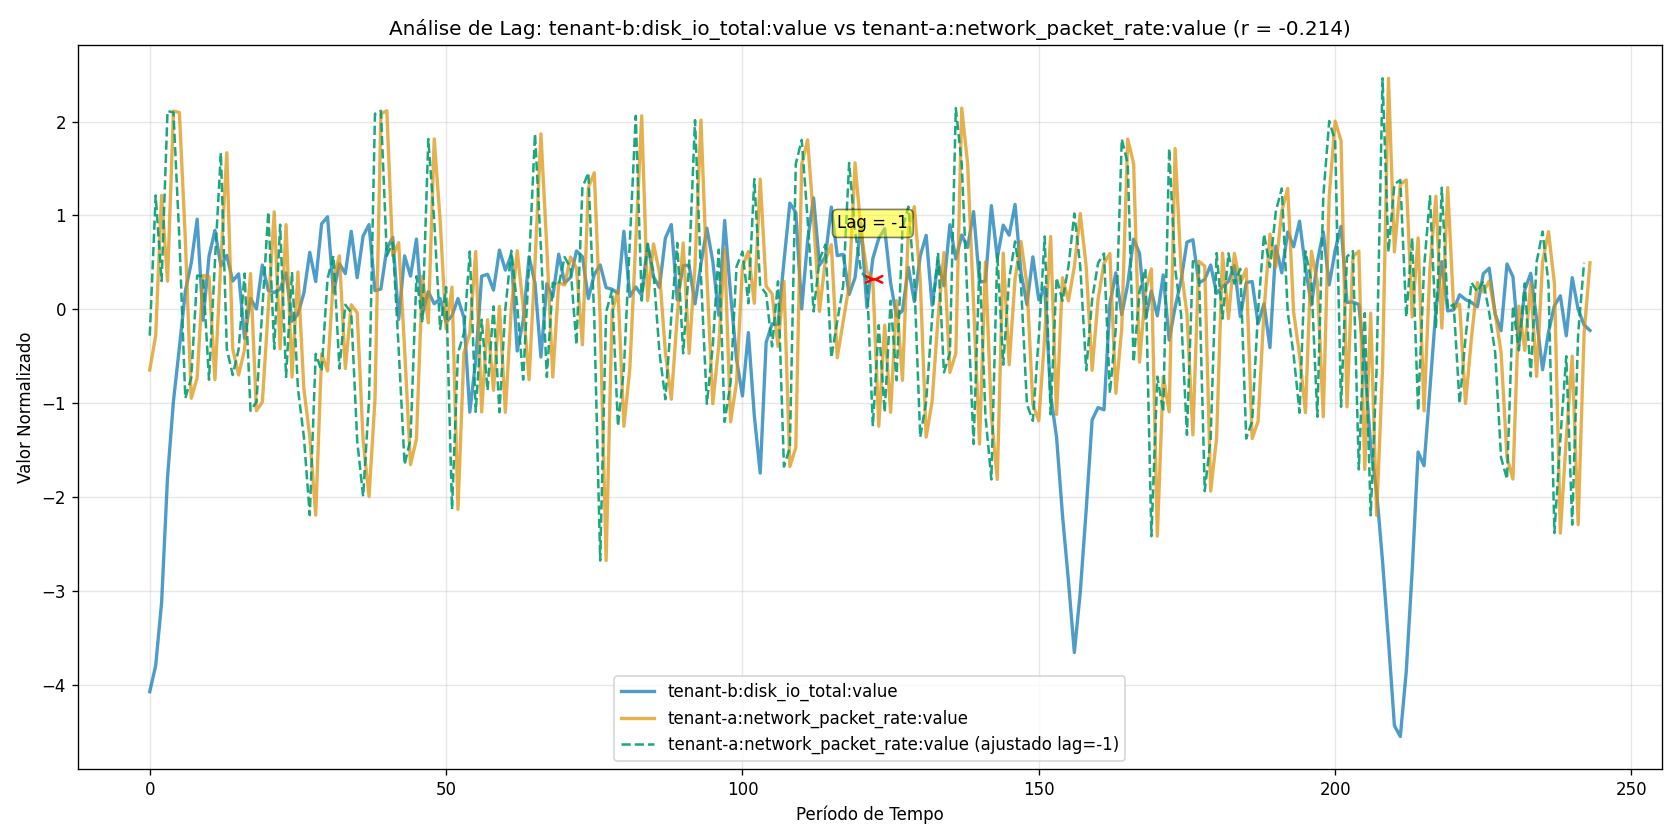 Análise de Lag: tenant-b:disk_io_total:value vs tenant-a:network_packet_rate:value (r = -0.214)
Valor Normalizado
2
1
0
−1
−2
−3
−4
Lag = -1
tenant-b:disk_io_total:value
tenant-a:network_packet_rate:value
tenant-a:network_packet_rate:value (ajustado lag=-1)
0 50 100 150 200 250
Período de Tempo